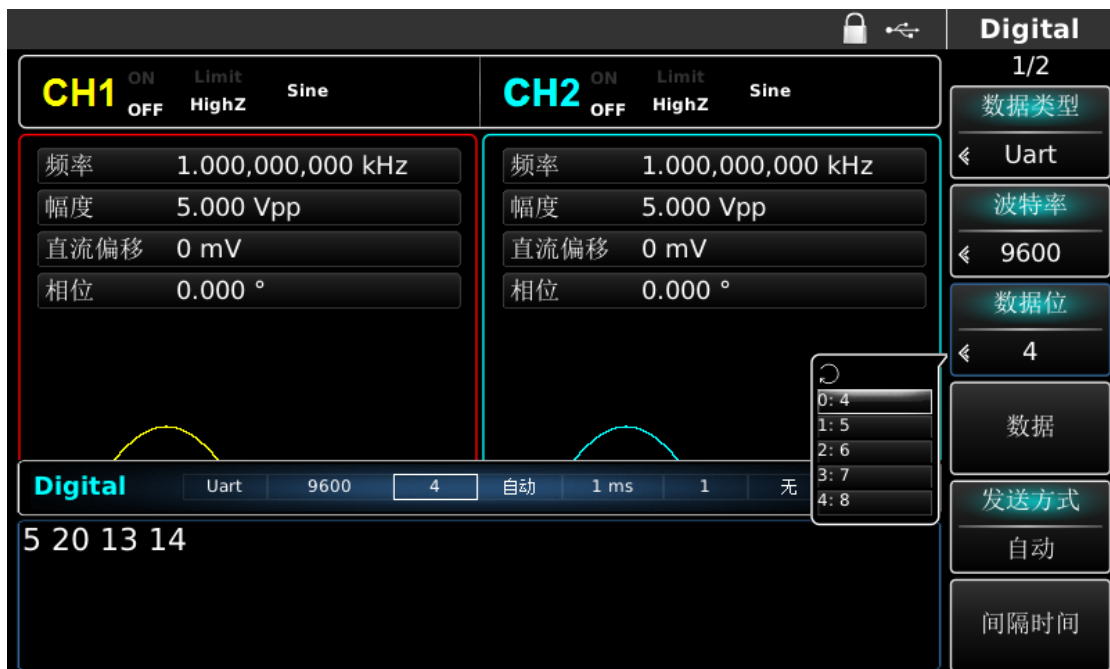 Digital
1/2
CH1 ON OFF Limit HighZ Sine
CH2 ON OFF Limit HighZ Sine
频率 1.000,000,000 kHz
幅度 5.000 Vpp
直流偏移 0 mV
相位 0.000 °
频率 1.000,000,000 kHz
幅度 5.000 Vpp
直流偏移 0 mV
相位 0.000 °
数据类型
Uart
波特率
9600
数据位
4
数据
发送方式
自动
间隔时间
0: 4
1: 5
2: 6
3: 7
4: 8
Digital Uart 9600 4 自动 1 ms 1 无
5 20 13 14